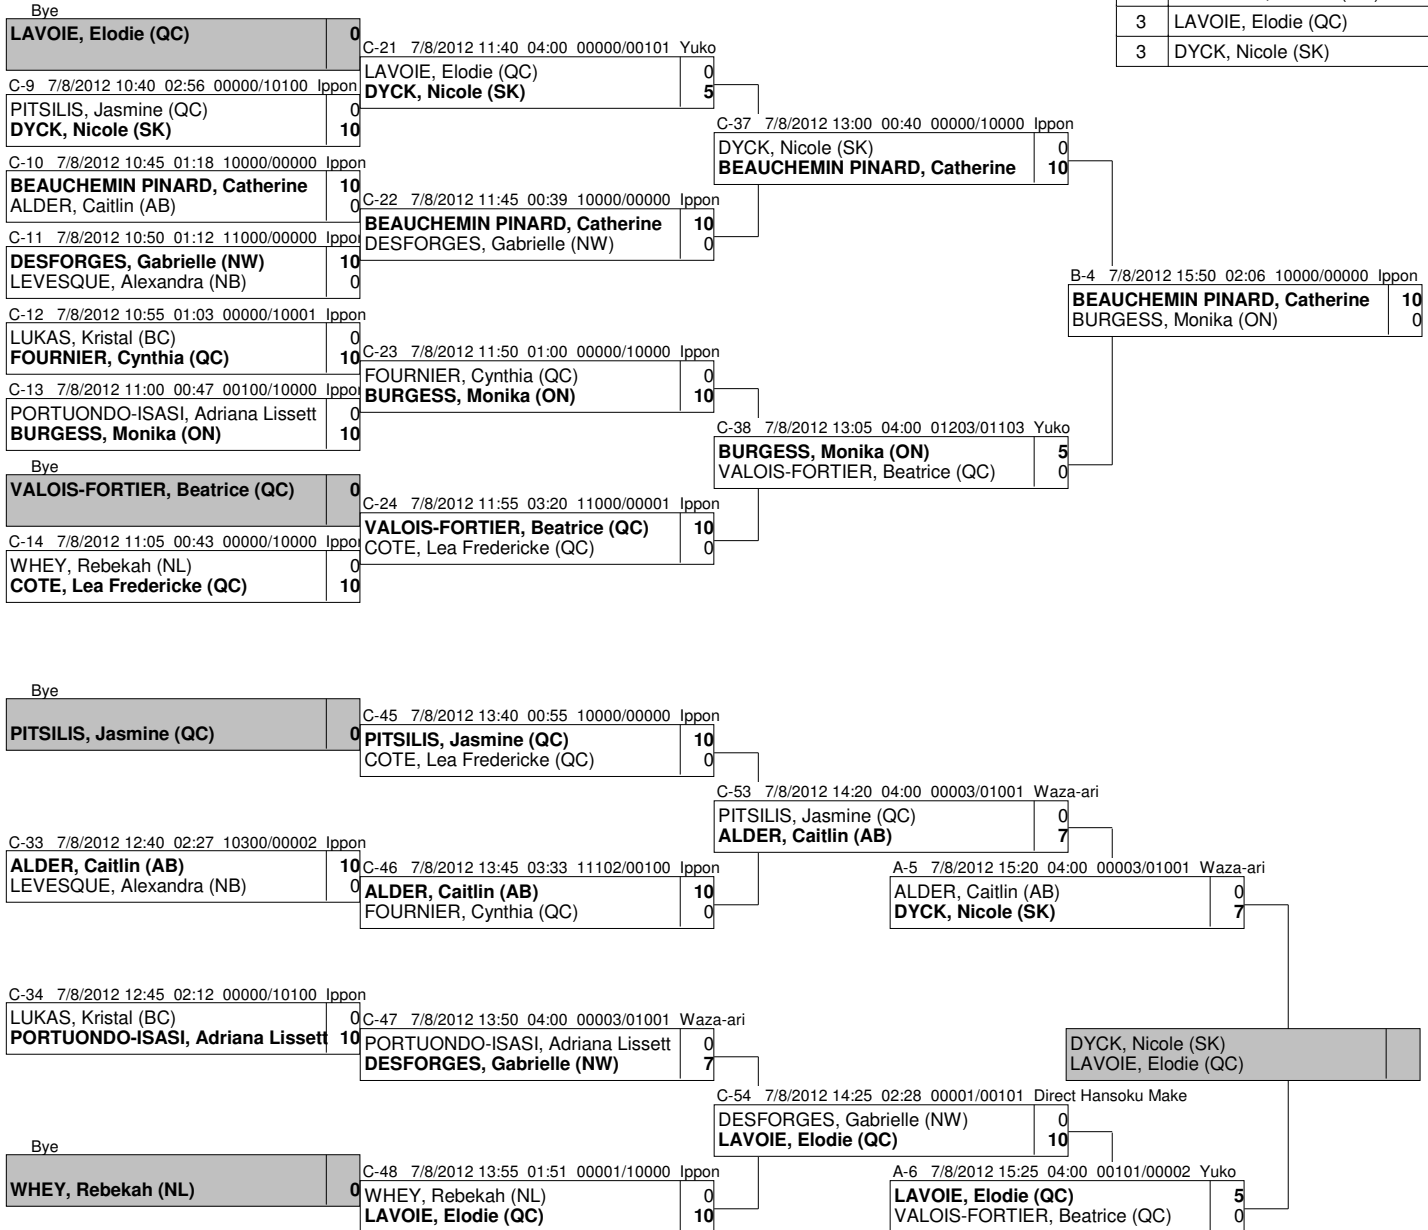 Bye
LAVOIE, Elodie (QC) 0
C-9 7/8/2012 10:40 02:56 00000/10100 Ippon
PITSILIS, Jasmine (QC) 0
DYCK, Nicole (SK) 10
C-10 7/8/2012 10:45 01:18 10000/00000 Ippon
BEAUCHEMIN PINARD, Catherine 10
ALDER, Caitlin (AB) 0
C-11 7/8/2012 10:50 01:12 11000/00000 Ippon
DESFORGES, Gabrielle (NW) 10
LEVESQUE, Alexandra (NB) 0
C-12 7/8/2012 10:55 01:03 00000/10001 Ippon
LUKAS, Kristal (BC) 0
FOURNIER, Cynthia (QC) 10
C-13 7/8/2012 11:00 00:47 00100/10000 Ippon
PORTUONDO-ISASI, Adriana Lissett 0
BURGESS, Monika (ON) 10
Bye
VALOIS-FORTIER, Beatrice (QC) 0
C-14 7/8/2012 11:05 00:43 00000/10000 Ippon
WHEY, Rebekah (NL) 0
COTE, Lea Fredericke (QC) 10
C-21 7/8/2012 11:40 04:00 00000/00101 Yuko
LAVOIE, Elodie (QC) 0
DYCK, Nicole (SK) 5
C-22 7/8/2012 11:45 00:39 10000/00000 Ippon
BEAUCHEMIN PINARD, Catherine 10
DESFORGES, Gabrielle (NW) 0
C-23 7/8/2012 11:50 01:00 00000/10000 Ippon
FOURNIER, Cynthia (QC) 0
BURGESS, Monika (ON) 10
C-24 7/8/2012 11:55 03:20 11000/00001 Ippon
VALOIS-FORTIER, Beatrice (QC) 10
COTE, Lea Fredericke (QC) 0
C-37 7/8/2012 13:00 00:40 00000/10000 Ippon
DYCK, Nicole (SK) 0
BEAUCHEMIN PINARD, Catherine 10
C-38 7/8/2012 13:05 04:00 01203/01103 Yuko
BURGESS, Monika (ON) 5
VALOIS-FORTIER, Beatrice (QC) 0
3 LAVOIE, Elodie (QC)
3 DYCK, Nicole (SK)
B-4 7/8/2012 15:50 02:06 10000/00000 Ippon
BEAUCHEMIN PINARD, Catherine 10
BURGESS, Monika (ON) 0
Bye
PITSILIS, Jasmine (QC) 0
C-33 7/8/2012 12:40 02:27 10300/00002 Ippon
ALDER, Caitlin (AB) 10
LEVESQUE, Alexandra (NB) 0
C-34 7/8/2012 12:45 02:12 00000/10100 Ippon
LUKAS, Kristal (BC) 0
PORTUONDO-ISASI, Adriana Lissett 10
Bye
WHEY, Rebekah (NL) 0
C-45 7/8/2012 13:40 00:55 10000/00000 Ippon
PITSILIS, Jasmine (QC) 10
COTE, Lea Fredericke (QC) 0
C-46 7/8/2012 13:45 03:33 11102/00100 Ippon
ALDER, Caitlin (AB) 10
FOURNIER, Cynthia (QC) 0
C-47 7/8/2012 13:50 04:00 00003/01001 Waza-ari
PORTUONDO-ISASI, Adriana Lissett 0
DESFORGES, Gabrielle (NW) 7
C-48 7/8/2012 13:55 01:51 00001/10000 Ippon
WHEY, Rebekah (NL) 0
LAVOIE, Elodie (QC) 10
C-53 7/8/2012 14:20 04:00 00003/01001 Waza-ari
PITSILIS, Jasmine (QC) 0
ALDER, Caitlin (AB) 7
C-54 7/8/2012 14:25 02:28 00001/00101 Direct Hansoku Make
DESFORGES, Gabrielle (NW) 0
LAVOIE, Elodie (QC) 10
A-5 7/8/2012 15:20 04:00 00003/01001 Waza-ari
ALDER, Caitlin (AB) 0
DYCK, Nicole (SK) 7
A-6 7/8/2012 15:25 04:00 00101/00002 Yuko
LAVOIE, Elodie (QC) 5
VALOIS-FORTIER, Beatrice (QC) 0
DYCK, Nicole (SK)
LAVOIE, Elodie (QC)